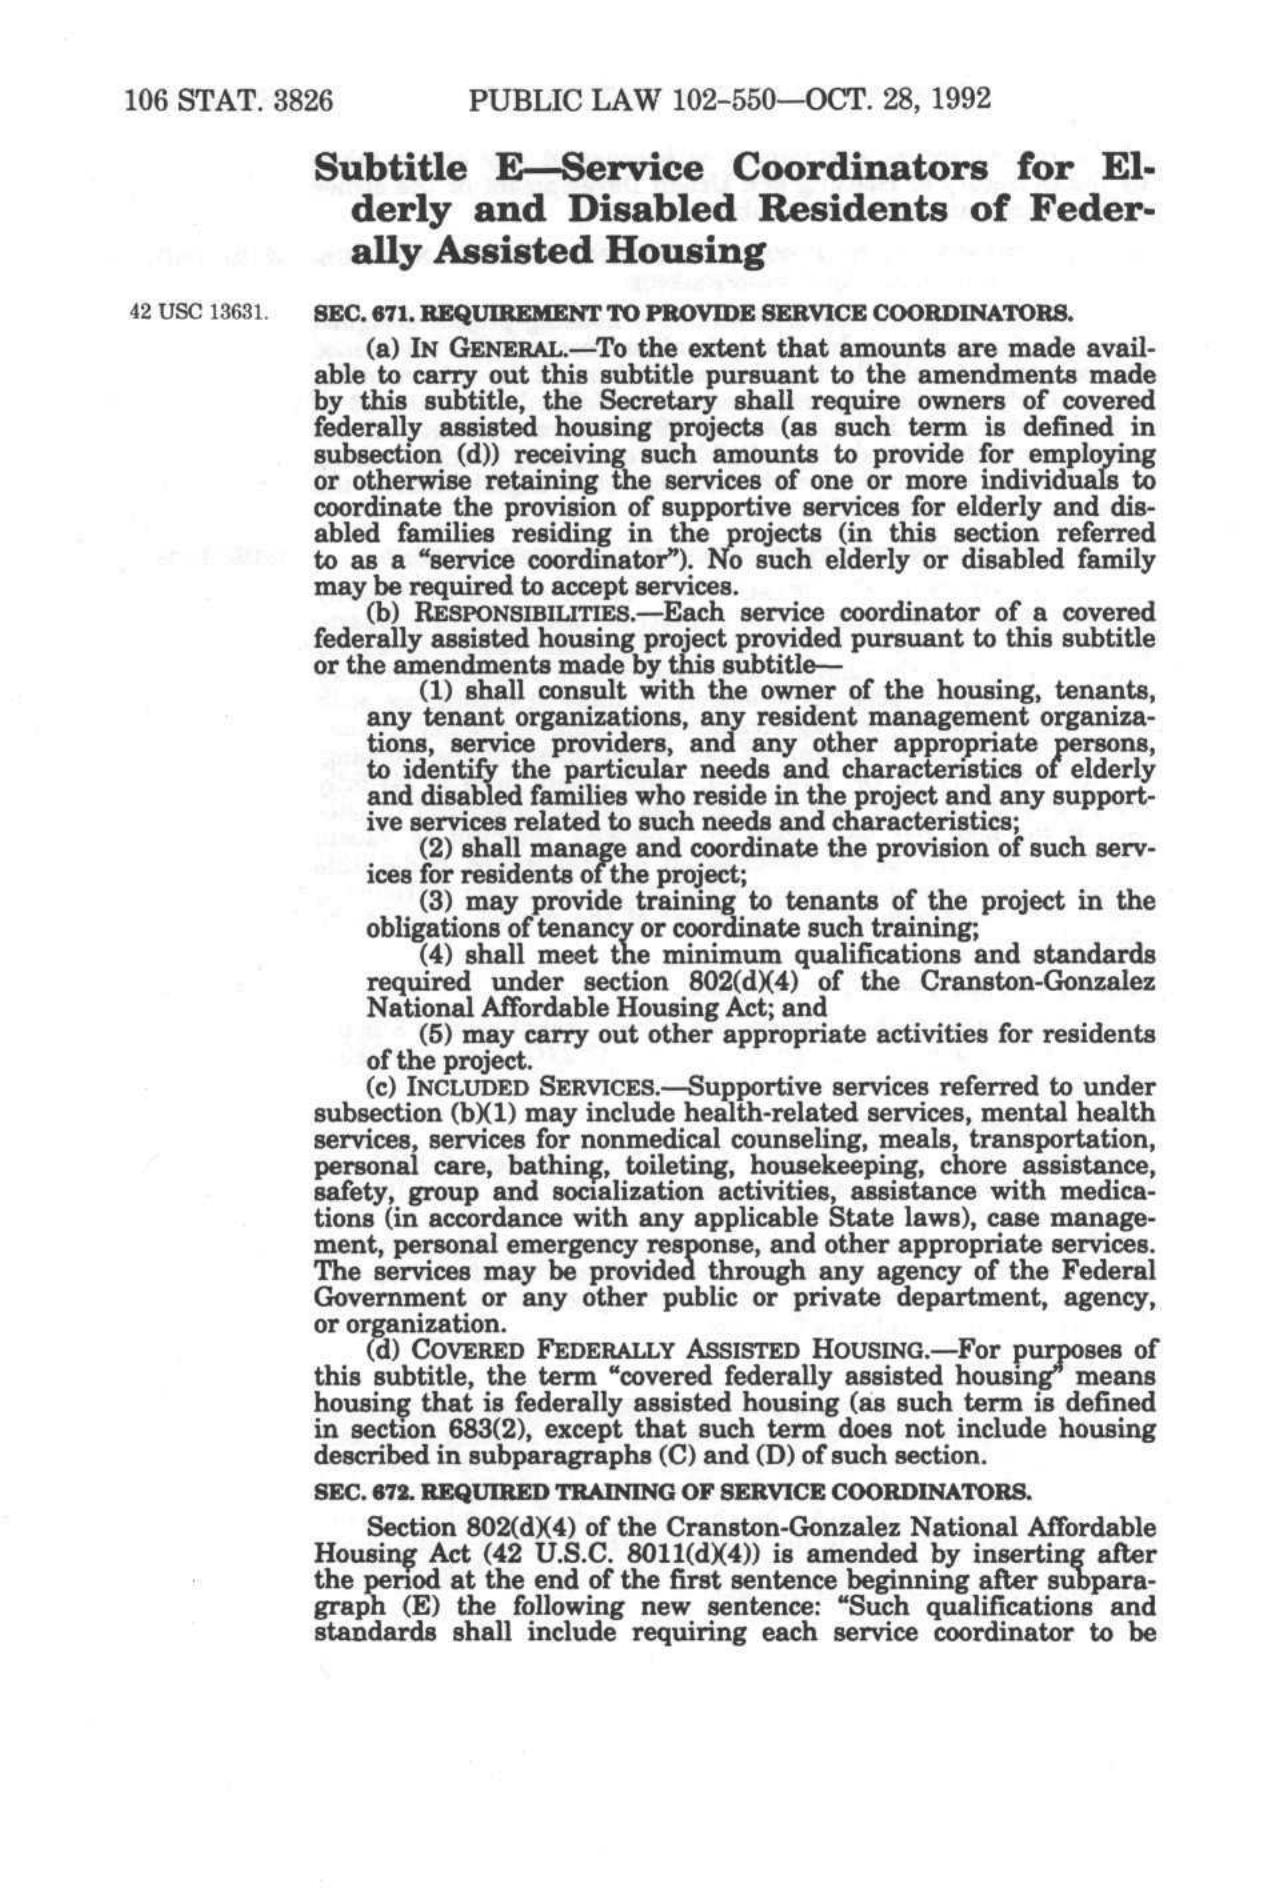 106 STAT. 3826 PUBLIC LAW 102-550—OCT. 28, 1992
Subtitle E—Service Coordinators for El-
derly and Disabled Residents of Feder-
ally Assisted Housing
42 USC 13631. SEC. 671. REQUIREMENT TO PROVIDE SERVICE COORDINATORS.
(a) IN GENERAL.—To the extent that amounts are made avail-
able to carry out this subtitle pursuant to the amendments made
by this subtitle, the Secretary shall require owners of covered
federally assisted housing projects (as such term is defined in
subsection (d)) receiving such amounts to provide for employing
or otherwise retaining the services of one or more individuals to
coordinate the provision of supportive services for elderly and dis-
abled families residing in the projects (in this section referred
to as a “service coordinator”). No such elderly or disabled family
may be required to accept services.
(b) RESPONSIBILITIES.—Each service coordinator of a covered
federally assisted housing project provided pursuant to this subtitle
or the amendments made by this subtitle—
(1) shall consult with the owner of the housing, tenants,
any tenant organizations, any resident management organiza-
tions, service providers, and any other appropriate persons,
to identify the particular needs and characteristics of elderly
and disabled families who reside in the project and any support-
ive services related to such needs and characteristics;
(2) shall manage and coordinate the provision of such serv-
ices for residents of the project;
(3) may provide training to tenants of the project in the
obligations of tenancy or coordinate such training;
(4) shall meet the minimum qualifications and standards
required under section 802(d)(4) of the Cranston-Gonzalez
National Affordable Housing Act; and
(5) may carry out other appropriate activities for residents
of the project.
(c) INCLUDED SERVICES.—Supportive services referred to under
subsection (b)(1) may include health-related services, mental health
services, services for nonmedical counseling, meals, transportation,
personal care, bathing, toileting, housekeeping, chore assistance,
safety, group and socialization activities, assistance with medica-
tions (in accordance with any applicable State laws), case manage-
ment, personal emergency response, and other appropriate services.
The services may be provided through any agency of the Federal
Government or any other public or private department, agency,
or organization.
(d) COVERED FEDERALLY ASSISTED HOUSING.—For purposes of
this subtitle, the term “covered federally assisted housing” means
housing that is federally assisted housing (as such term is defined
in section 683(2), except that such term does not include housing
described in subparagraphs (C) and (D) of such section.
SEC. 672. REQUIRED TRAINING OF SERVICE COORDINATORS.
Section 802(d)(4) of the Cranston-Gonzalez National Affordable
Housing Act (42 U.S.C. 8011(d)(4)) is amended by inserting after
the period at the end of the first sentence beginning after subpara-
graph (E) the following new sentence: “Such qualifications and
standards shall include requiring each service coordinator to be